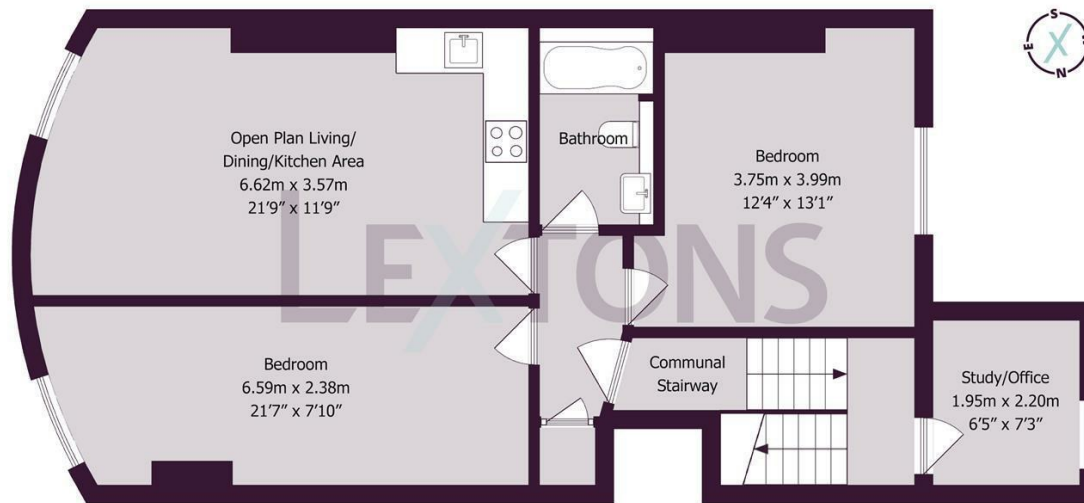 Open Plan Living/
Dining/Kitchen Area
6.62m x 3.57m
21'9" x 11'9"
Bathroom
Bedroom
3.75m x 3.99m
12'4" x 13'1"
S
E
N
LEXTONS
Bedroom
6.59m x 2.38m
21'7" x 7'10"
Communal
Stairway
Study/Office
1.95m x 2.20m
6'5" x 7'3"